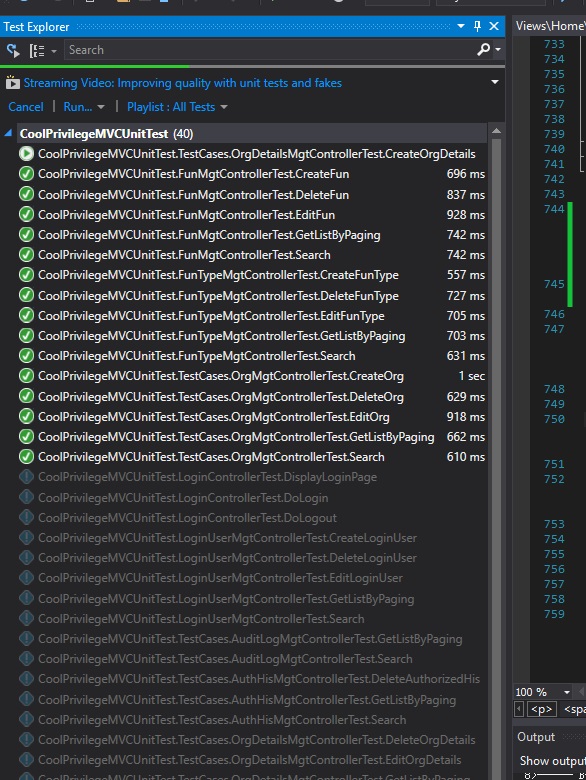 Test Explorer
Views\Home\
Search
Streaming Video: Improving quality with unit tests and fakes
Cancel | Run... | Playlist : All Tests
CoolPrivilegeMVCUnitTest (40)
CoolPrivilegeMVCUnitTest.TestCases.OrgDetailsMgtControllerTest.CreateOrgDetails
CoolPrivilegeMVCUnitTest.FunMgtControllerTest.CreateFun 696 ms
CoolPrivilegeMVCUnitTest.FunMgtControllerTest.DeleteFun 837 ms
CoolPrivilegeMVCUnitTest.FunMgtControllerTest.EditFun 928 ms
CoolPrivilegeMVCUnitTest.FunMgtControllerTest.GetListByPaging 742 ms
CoolPrivilegeMVCUnitTest.FunMgtControllerTest.Search 742 ms
CoolPrivilegeMVCUnitTest.FunTypeMgtControllerTest.CreateFunType 557 ms
CoolPrivilegeMVCUnitTest.FunTypeMgtControllerTest.DeleteFunType 727 ms
CoolPrivilegeMVCUnitTest.FunTypeMgtControllerTest.EditFunType 705 ms
CoolPrivilegeMVCUnitTest.FunTypeMgtControllerTest.GetListByPaging 703 ms
CoolPrivilegeMVCUnitTest.FunTypeMgtControllerTest.Search 631 ms
CoolPrivilegeMVCUnitTest.TestCases.OrgMgtControllerTest.CreateOrg 1 sec
CoolPrivilegeMVCUnitTest.TestCases.OrgMgtControllerTest.DeleteOrg 629 ms
CoolPrivilegeMVCUnitTest.TestCases.OrgMgtControllerTest.EditOrg 918 ms
CoolPrivilegeMVCUnitTest.TestCases.OrgMgtControllerTest.GetListByPaging 662 ms
CoolPrivilegeMVCUnitTest.TestCases.OrgMgtControllerTest.Search 610 ms
CoolPrivilegeMVCUnitTest.LoginControllerTest.DisplayLoginPage
CoolPrivilegeMVCUnitTest.LoginControllerTest.DoLogin
CoolPrivilegeMVCUnitTest.LoginControllerTest.DoLogout
CoolPrivilegeMVCUnitTest.LoginUserMgtControllerTest.CreateLoginUser
CoolPrivilegeMVCUnitTest.LoginUserMgtControllerTest.DeleteLoginUser
CoolPrivilegeMVCUnitTest.LoginUserMgtControllerTest.EditLoginUser
CoolPrivilegeMVCUnitTest.LoginUserMgtControllerTest.GetListByPaging
CoolPrivilegeMVCUnitTest.LoginUserMgtControllerTest.Search
CoolPrivilegeMVCUnitTest.TestCases.AuditLogMgtControllerTest.GetListByPaging
CoolPrivilegeMVCUnitTest.TestCases.AuditLogMgtControllerTest.Search
CoolPrivilegeMVCUnitTest.TestCases.AuthHisMgtControllerTest.DeleteAuthorizedHis
CoolPrivilegeMVCUnitTest.TestCases.AuthHisMgtControllerTest.GetListByPaging
CoolPrivilegeMVCUnitTest.TestCases.AuthHisMgtControllerTest.Search
CoolPrivilegeMVCUnitTest.TestCases.OrgDetailsMgtControllerTest.DeleteOrgDetails
CoolPrivilegeMVCUnitTest.TestCases.OrgDetailsMgtControllerTest.EditOrgDetails
CoolPrivilegeMVCUnitTest.TestCases.OrgDetailsMgtControllerTest.GetListByPaging
733
734
735
736
737
738
739
740
741
742
743
744
745
746
747
748
749
750
751
752
753
754
755
756
757
758
759
100 %
<p> <spa
Output
Show output